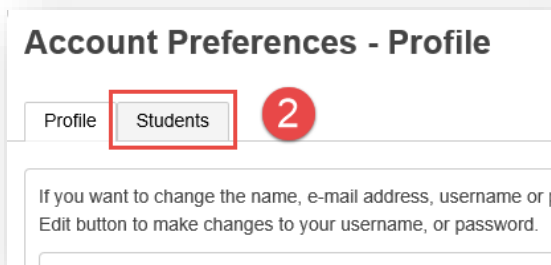 Account Preferences - Profile
Profile
Students
2
If you want to change the name, e-mail address, username or
Edit button to make changes to your username, or password.